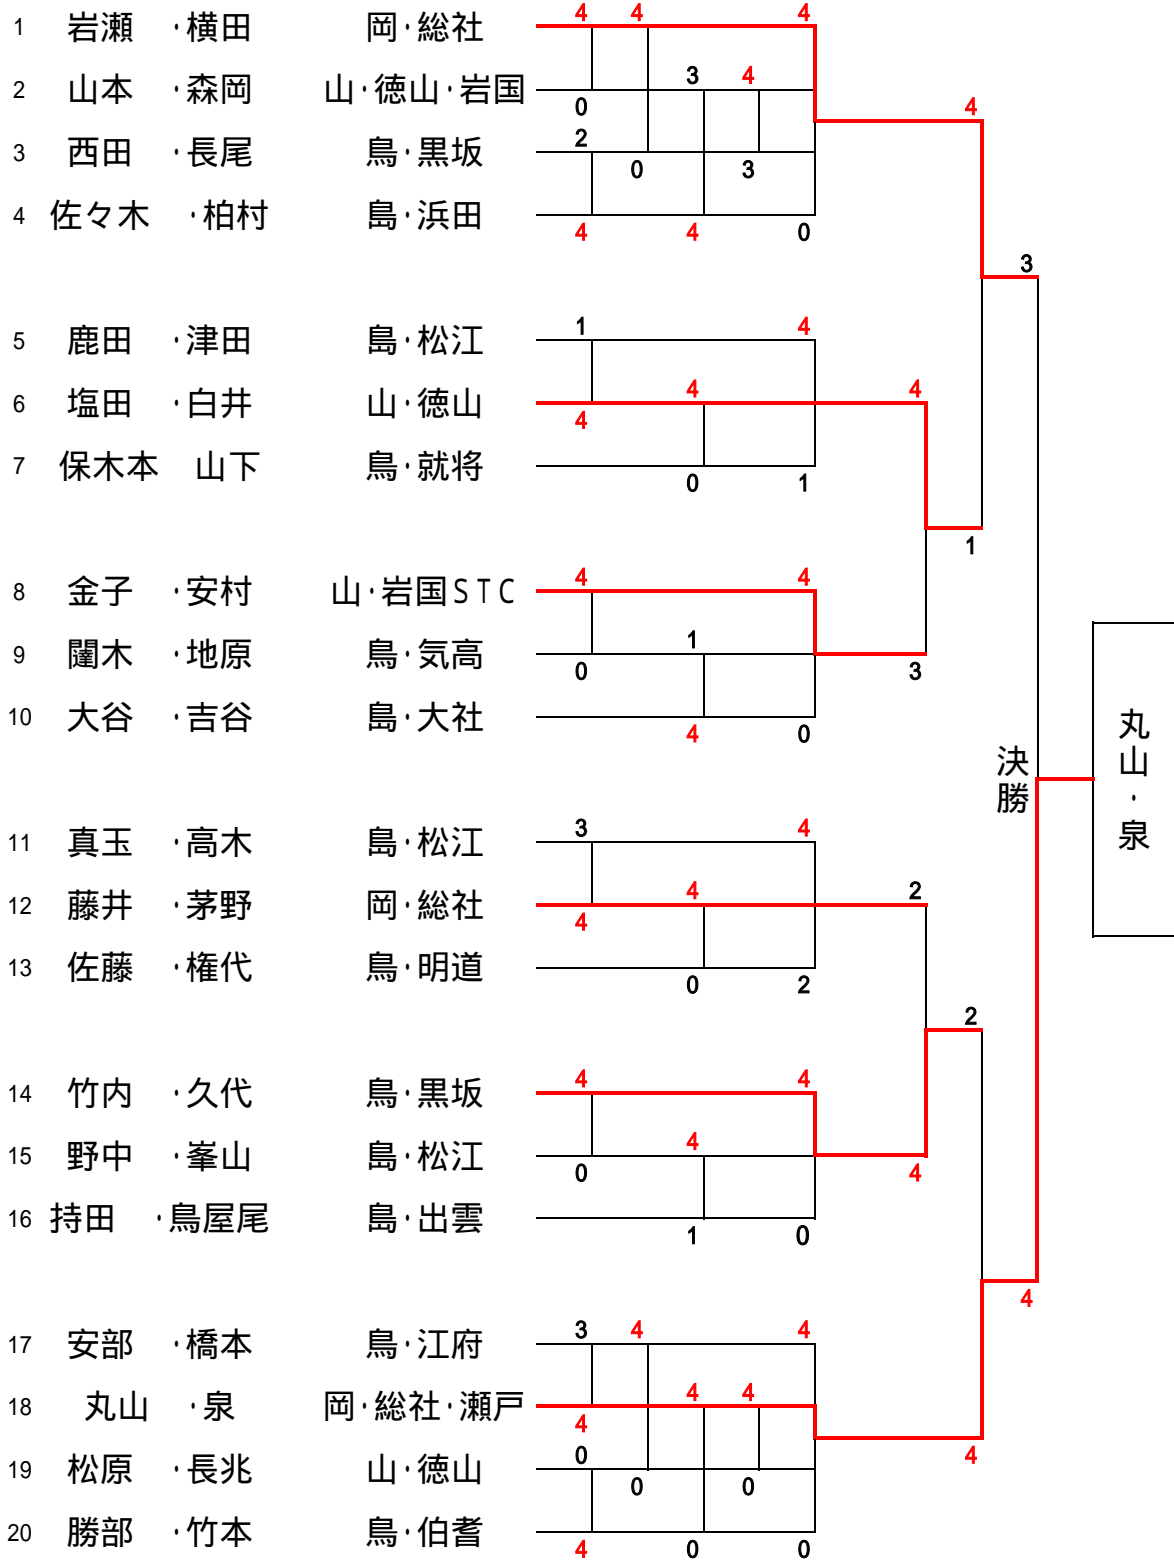 1 岩瀬 ・横田 岡・総社 4 4 4
2 山本 ・森岡 山・徳山・岩国 0 3 4
4
3 西田 ・長尾 鳥・黒坂 2 0 3
4 佐々木 ・柏村 島・浜田 4 4 0
3
5 鹿田 ・津田 島・松江 1 4
6 塩田 ・白井 山・徳山 4 4 4
7 保木本 山下 鳥・就将 0 1
1
8 金子 ・安村 山・岩国STC 4 4
9 闡木 ・地原 鳥・気高 0 1 3
10 大谷 ・吉谷 島・大社 4 0
決勝
丸山・泉
11 真玉 ・高木 島・松江 3 4
12 藤井 ・茅野 岡・総社 4 4 2
13 佐藤 ・権代 鳥・明道 0 2
2
14 竹内 ・久代 鳥・黒坂 4 4
15 野中 ・峯山 島・松江 0 4 4
16 持田 ・鳥屋尾 島・出雲 1 0
4
17 安部 ・橋本 鳥・江府 3 4 4
18 丸山 ・泉 岡・総社・瀬戸 4 4 4
4
19 松原 ・長兆 山・徳山 0 0 0
20 勝部 ・竹本 鳥・伯耆 4 0 0